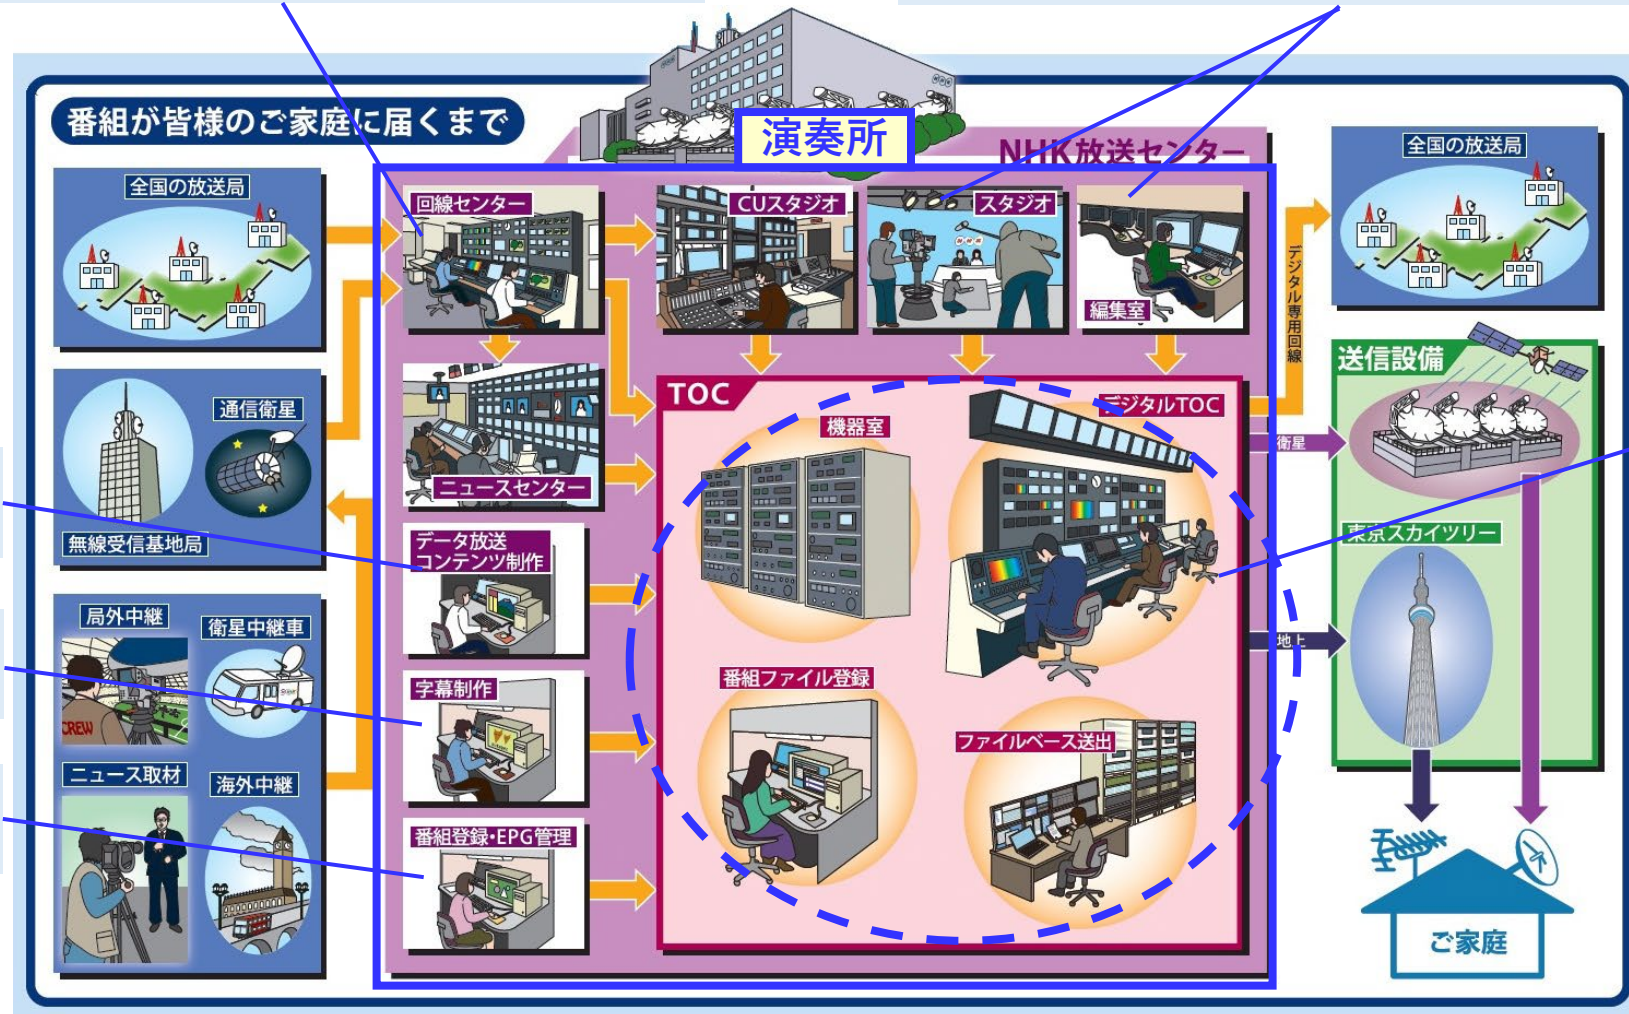 番組が皆様のご家庭に届くまで
演奏所
NHK放送センター
全国の放送局
通信衛星
無線受信基地局
局外中継
衛星中継車
CREW
ニュース取材
海外中継
回線センター
CUスタジオ
スタジオ
編集室
ニュースセンター
データ放送
コンテンツ制作
字幕制作
番組登録・EPG管理
TOC
機器室
デジタルTOC
番組ファイル登録
ファイルベース送出
デジタル専用回線
衛星
地上
全国の放送局
送信設備
東京スカイツリー
ご家庭